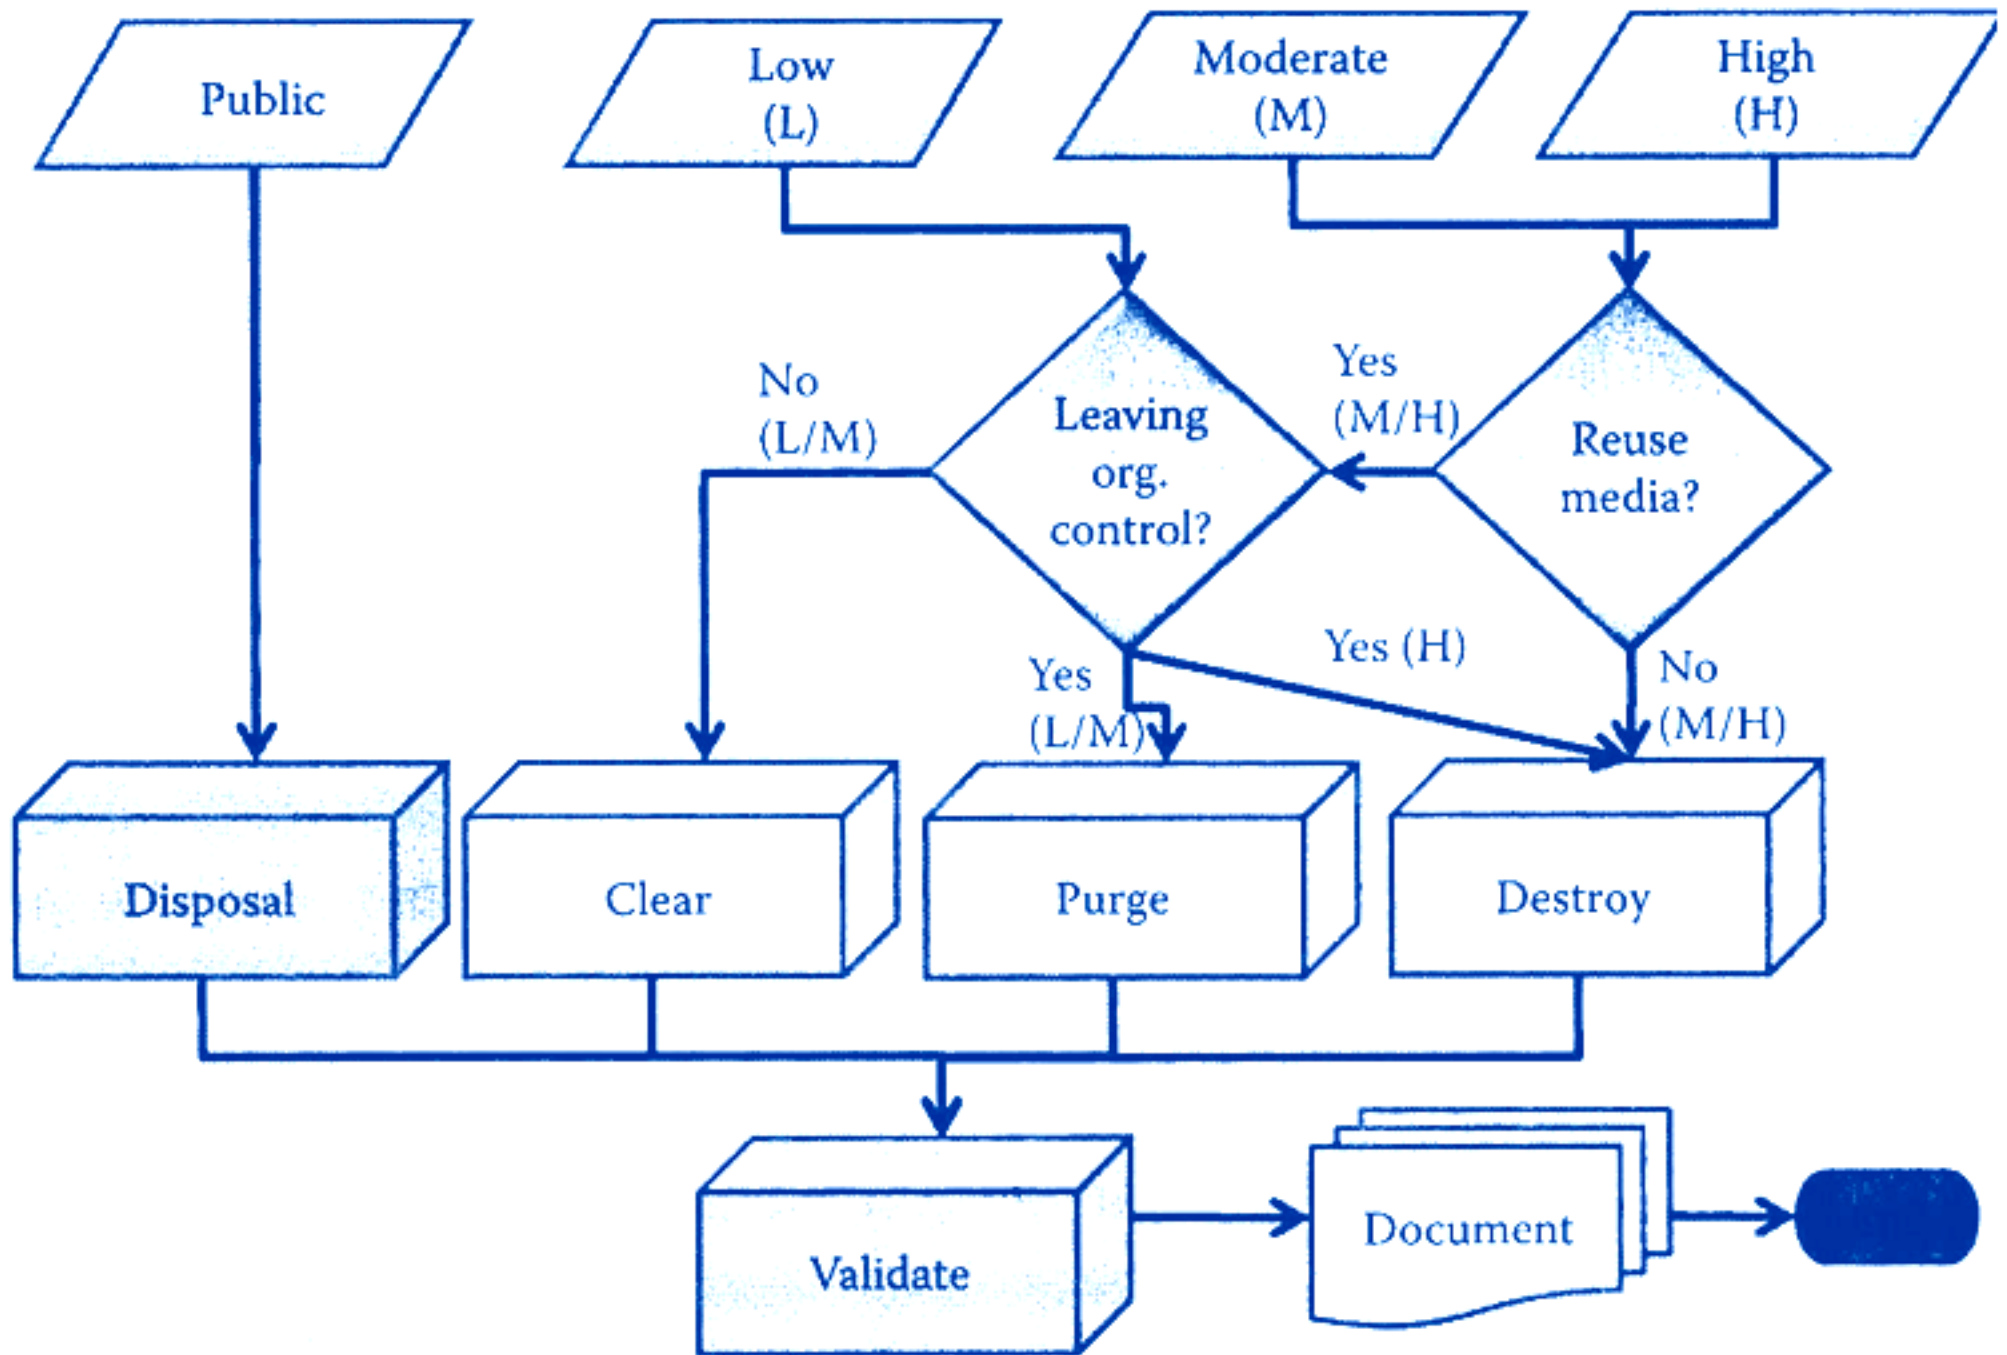 Public
Low
(L)
Moderate
(M)
High
(H)
No
(L/M)
Leaving
org.
control?
Yes
(M/H)
Reuse
media?
Yes
(L/M)
Yes (H)
No
(M/H)
Disposal
Clear
Purge
Destroy
Validate
Document